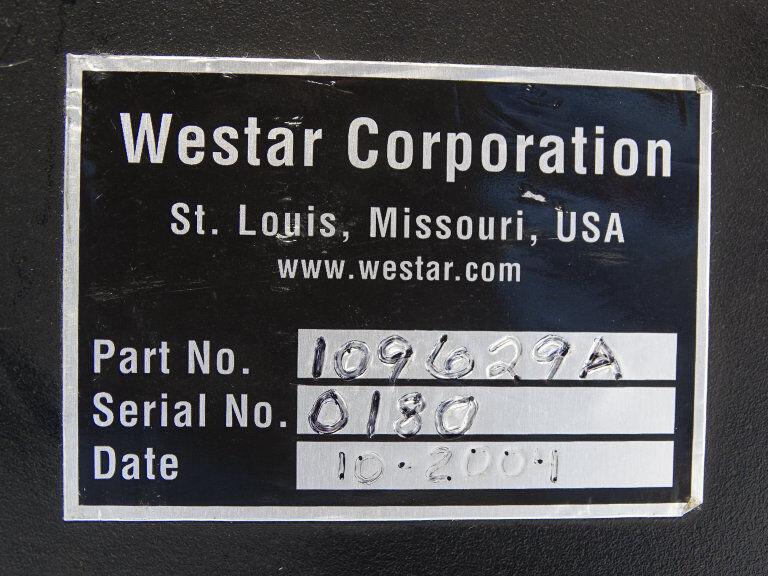 Westar Corporation
St. Louis, Missouri, USA
www.westar.com
Part No. 109629A
Serial No. 0180
Date 10-2004